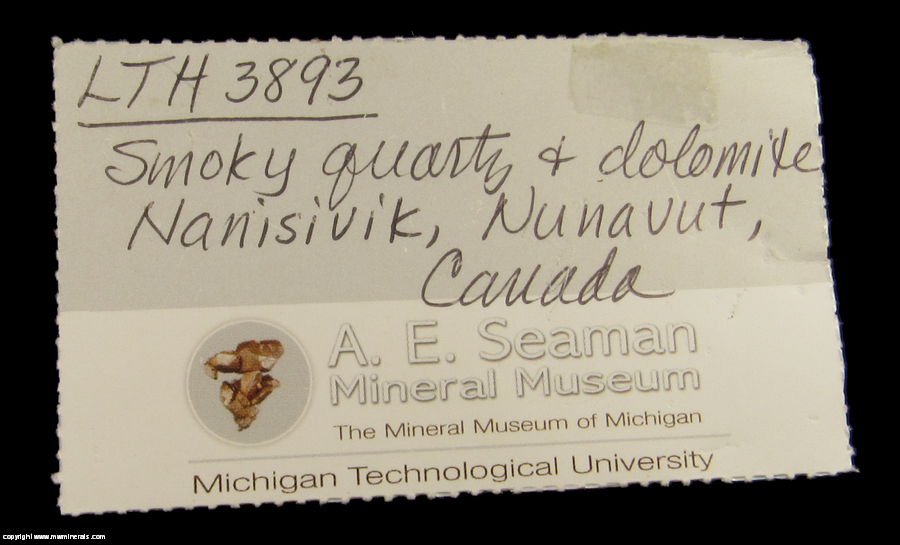 LTH 3893
Smoky quartz & dolomite
Nanisivik, Nunavut,
Canada
A. E. Seaman
Mineral Museum
The Mineral Museum of Michigan
Michigan Technological University
copyright www.mwminerals.com